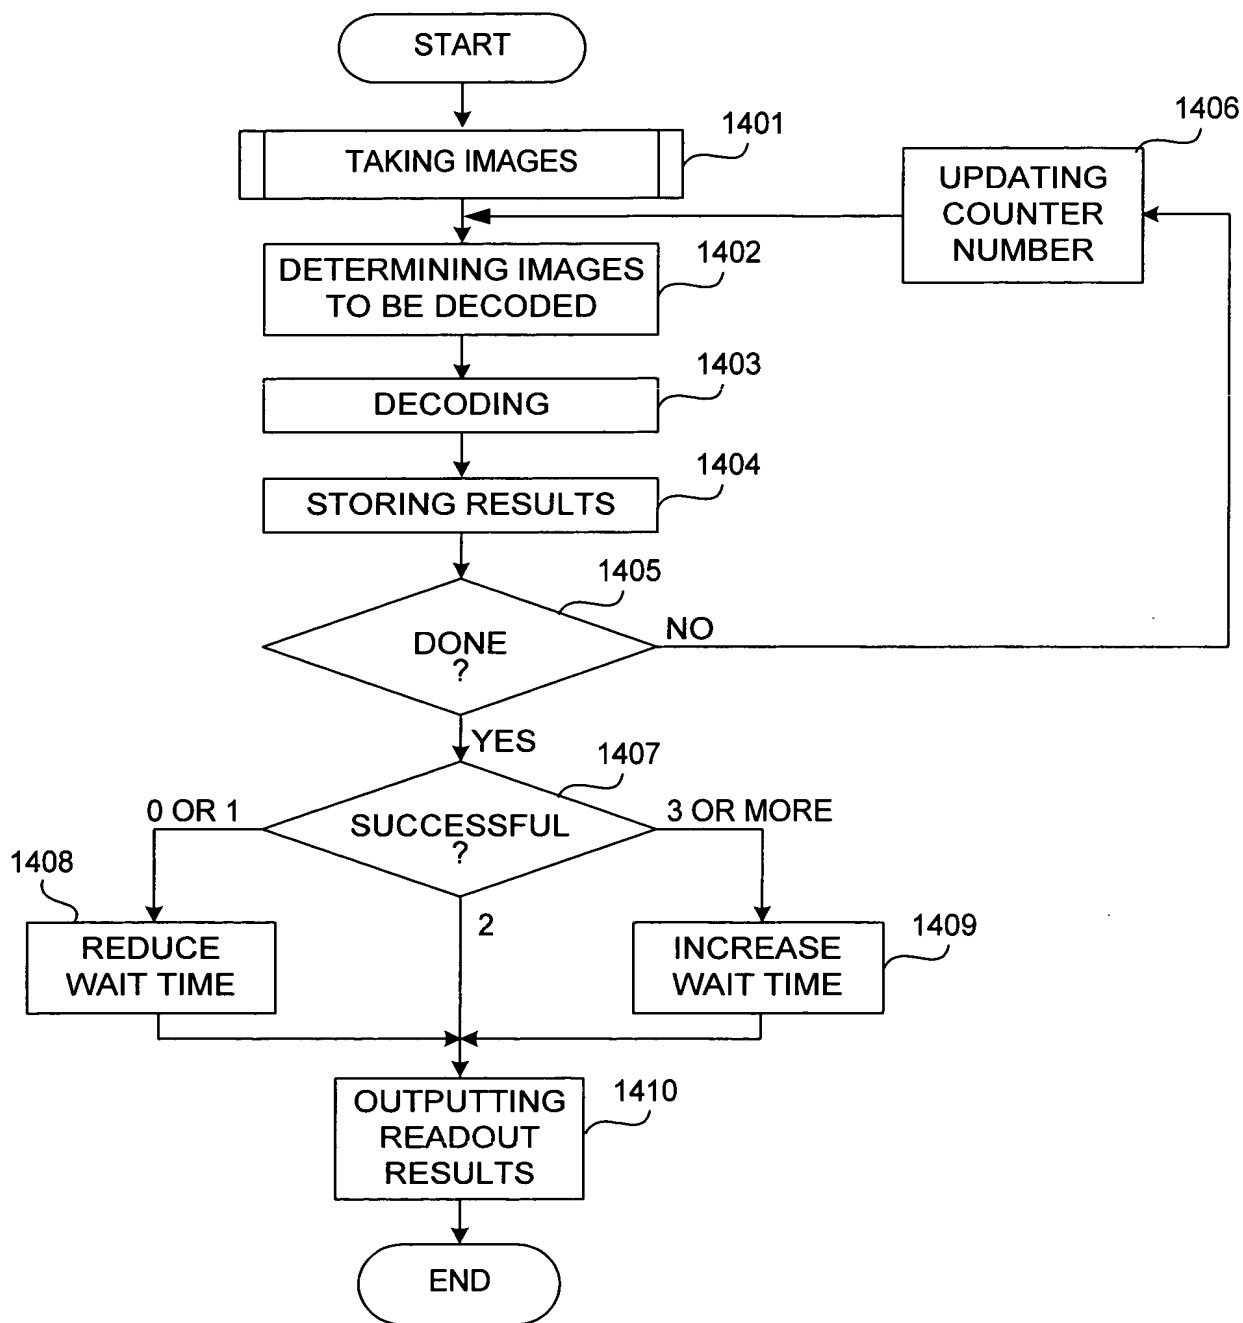 START
1401
TAKING IMAGES
1406
UPDATING
COUNTER
NUMBER
1402
DETERMINING IMAGES
TO BE DECODED
1403
DECODING
1404
STORING RESULTS
1405
DONE
?
NO
YES
1407
0 OR 1
SUCCESSFUL
?
3 OR MORE
1408
REDUCE
WAIT TIME
2
1409
INCREASE
WAIT TIME
1410
OUTPUTTING
READOUT
RESULTS
END